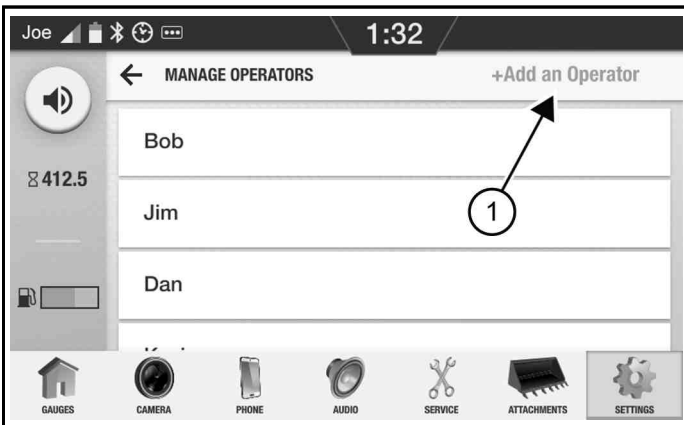 Joe 1:32
MANAGE OPERATORS +Add an Operator
Bob
412.5
Jim
1
Dan
GAUGES CAMERA PHONE AUDIO SERVICE ATTACHMENTS SETTINGS